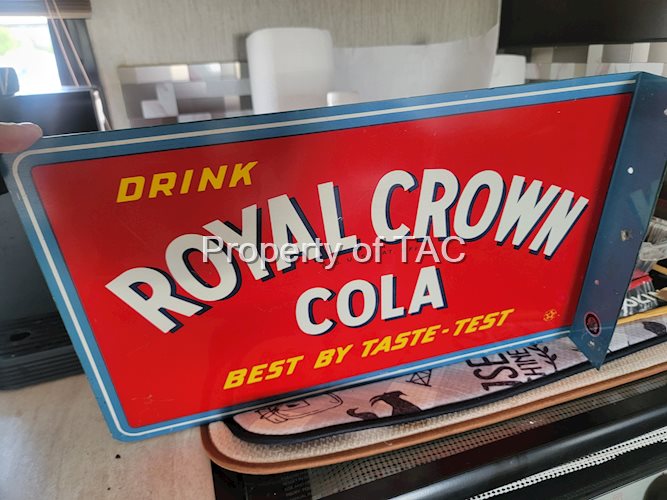 DRINK
ROYAL CROWN
Property of TAC
COLA
BEST BY TASTE-TEST